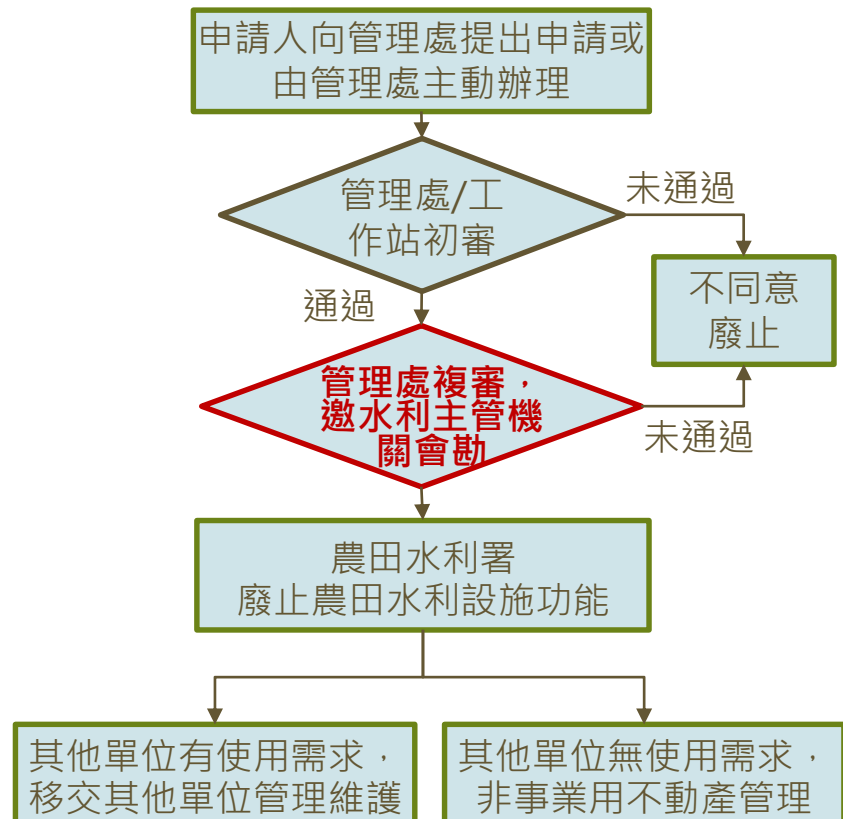 申請人向管理處提出申請或
由管理處主動辦理
管理處/工
作站初審
未通過
不同意
廢止
通過
管理處複審，
邀水利主管機
關會勘
未通過
農田水利署
廢止農田水利設施功能
其他單位有使用需求，
移交其他單位管理維護
其他單位無使用需求，
非事業用不動產管理